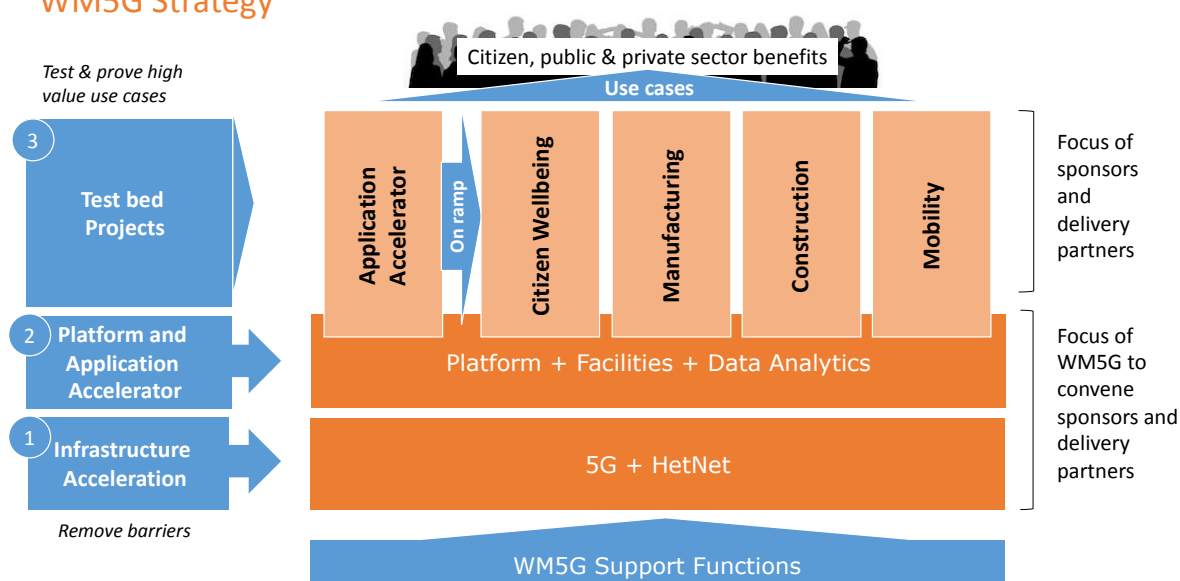 WM5G Strategy
Citizen, public & private sector benefits
Use cases
Test & prove high
value use cases
3
Test bed
Projects
Application
Accelerator
On ramp
Citizen Wellbeing
Manufacturing
Construction
Mobility
Focus of
sponsors
and
delivery
partners
2
Platform and
Application
Accelerator
Platform + Facilities + Data Analytics
Focus of
WM5G to
convene
sponsors and
delivery
partners
1
Infrastructure
Acceleration
5G + HetNet
Remove barriers
WM5G Support Functions